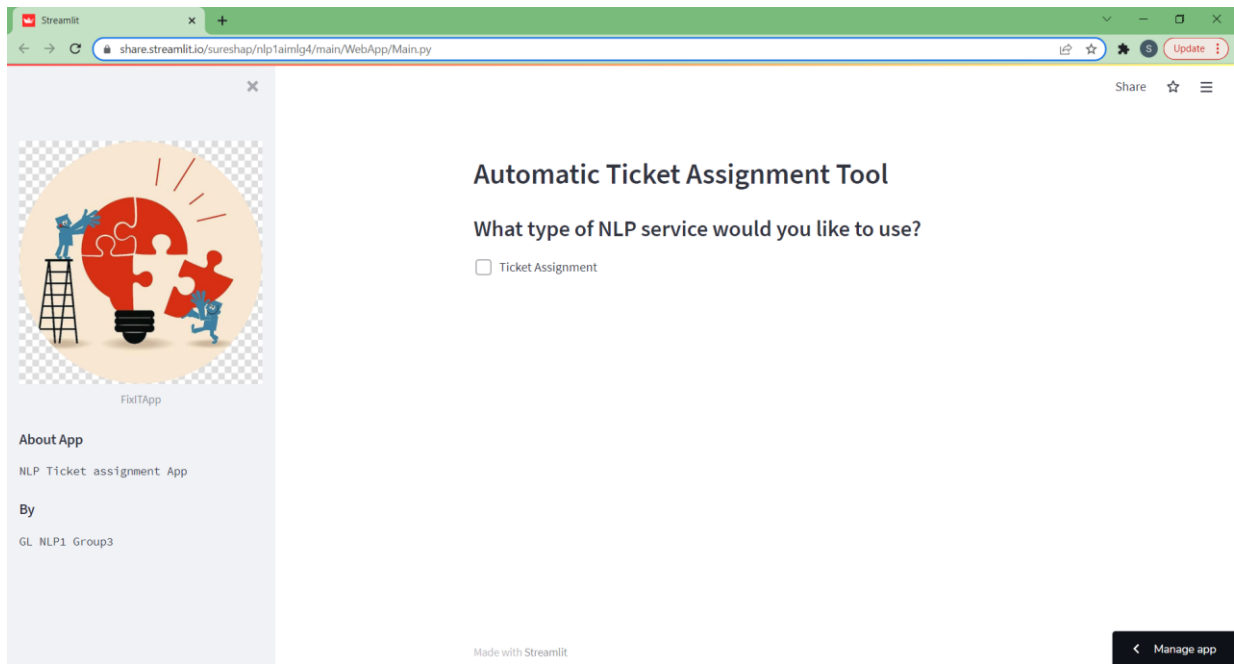 Streamlit
share.streamlit.io/sureshap/nlp1aimlg4/main/WebApp/Main.py
S
Update
Share
Automatic Ticket Assignment Tool
What type of NLP service would you like to use?
Ticket Assignment
FixITApp
About App
NLP Ticket assignment App
By
GL NLP1 Group3
Made with Streamlit
Manage app